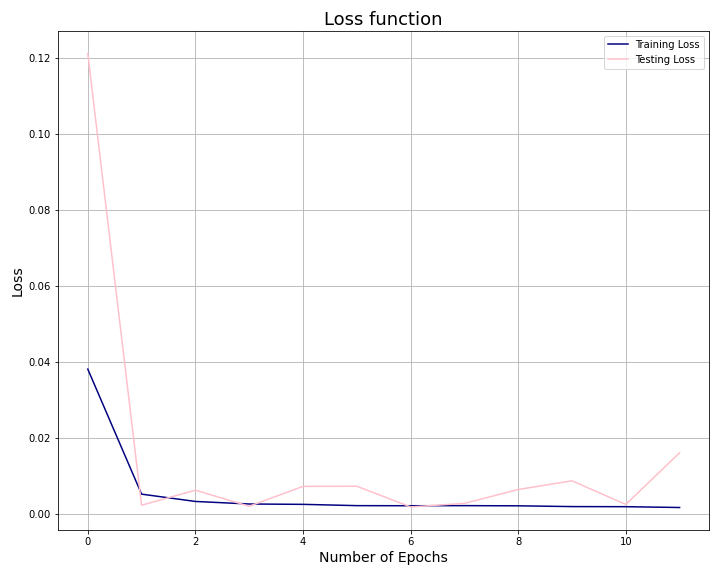 Loss function
Training Loss
Testing Loss
0.12
0.10
0.08
0.06
0.04
0.02
0.00
Loss
0 2 4 6 8 10
Number of Epochs